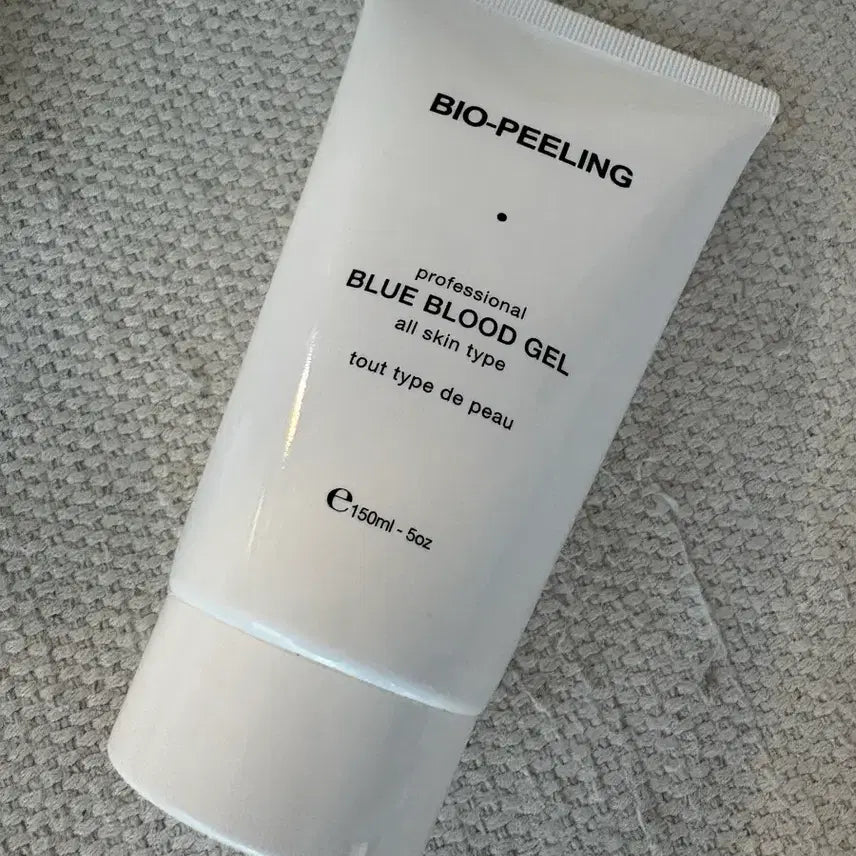 BIO-PEELING
•
professional
BLUE BLOOD GEL
all skin type
tout type de peau
℮150ml - 5oz